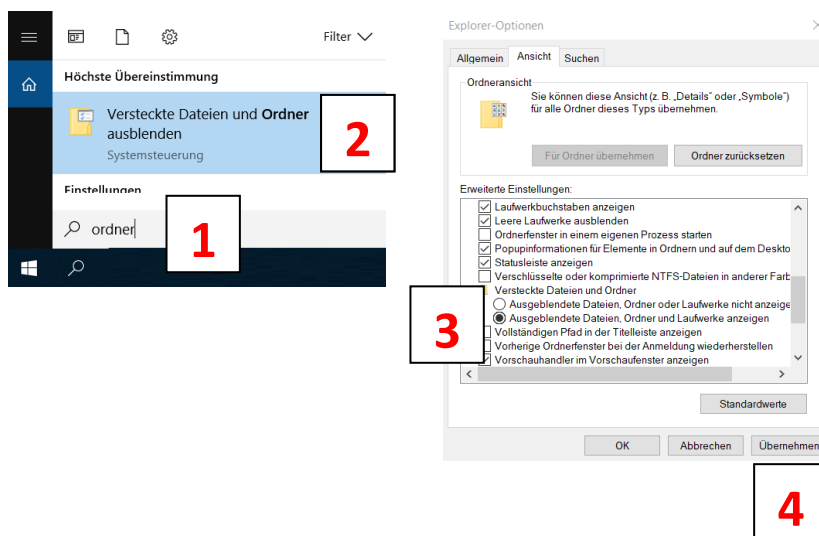 Filter
Höchste Übereinstimmung
Versteckte Dateien und Ordner
ausblenden
Systemsteuerung
2
Einstellungen
ordner
1
Explorer-Optionen
Allgemein Ansicht Suchen
Ordneransicht
Sie können diese Ansicht (z. B. „Details" oder „Symbole")
für alle Ordner dieses Typs übernehmen.
Für Ordner übernehmen Ordner zurücksetzen
Erweiterte Einstellungen:
Laufwerkbuchstaben anzeigen
Leere Laufwerke ausblenden
Ordnerfenster in einem eigenen Prozess starten
Popupinformationen für Elemente in Ordnern und auf dem Deskto
Statusleiste anzeigen
Verschlüsselte oder komprimierte NTFS-Dateien in anderer Farb
Versteckte Dateien und Ordner
Ausgeblendete Dateien, Ordner oder Laufwerke nicht anzeige
Ausgeblendete Dateien, Ordner und Laufwerke anzeigen
3
Vollständigen Pfad in der Titelleiste anzeigen
Vorherige Ordnerfenster bei der Anmeldung wiederherstellen
Vorschauhandler im Vorschaufenster anzeigen
Standardwerte
OK Abbrechen Übernehmen
4